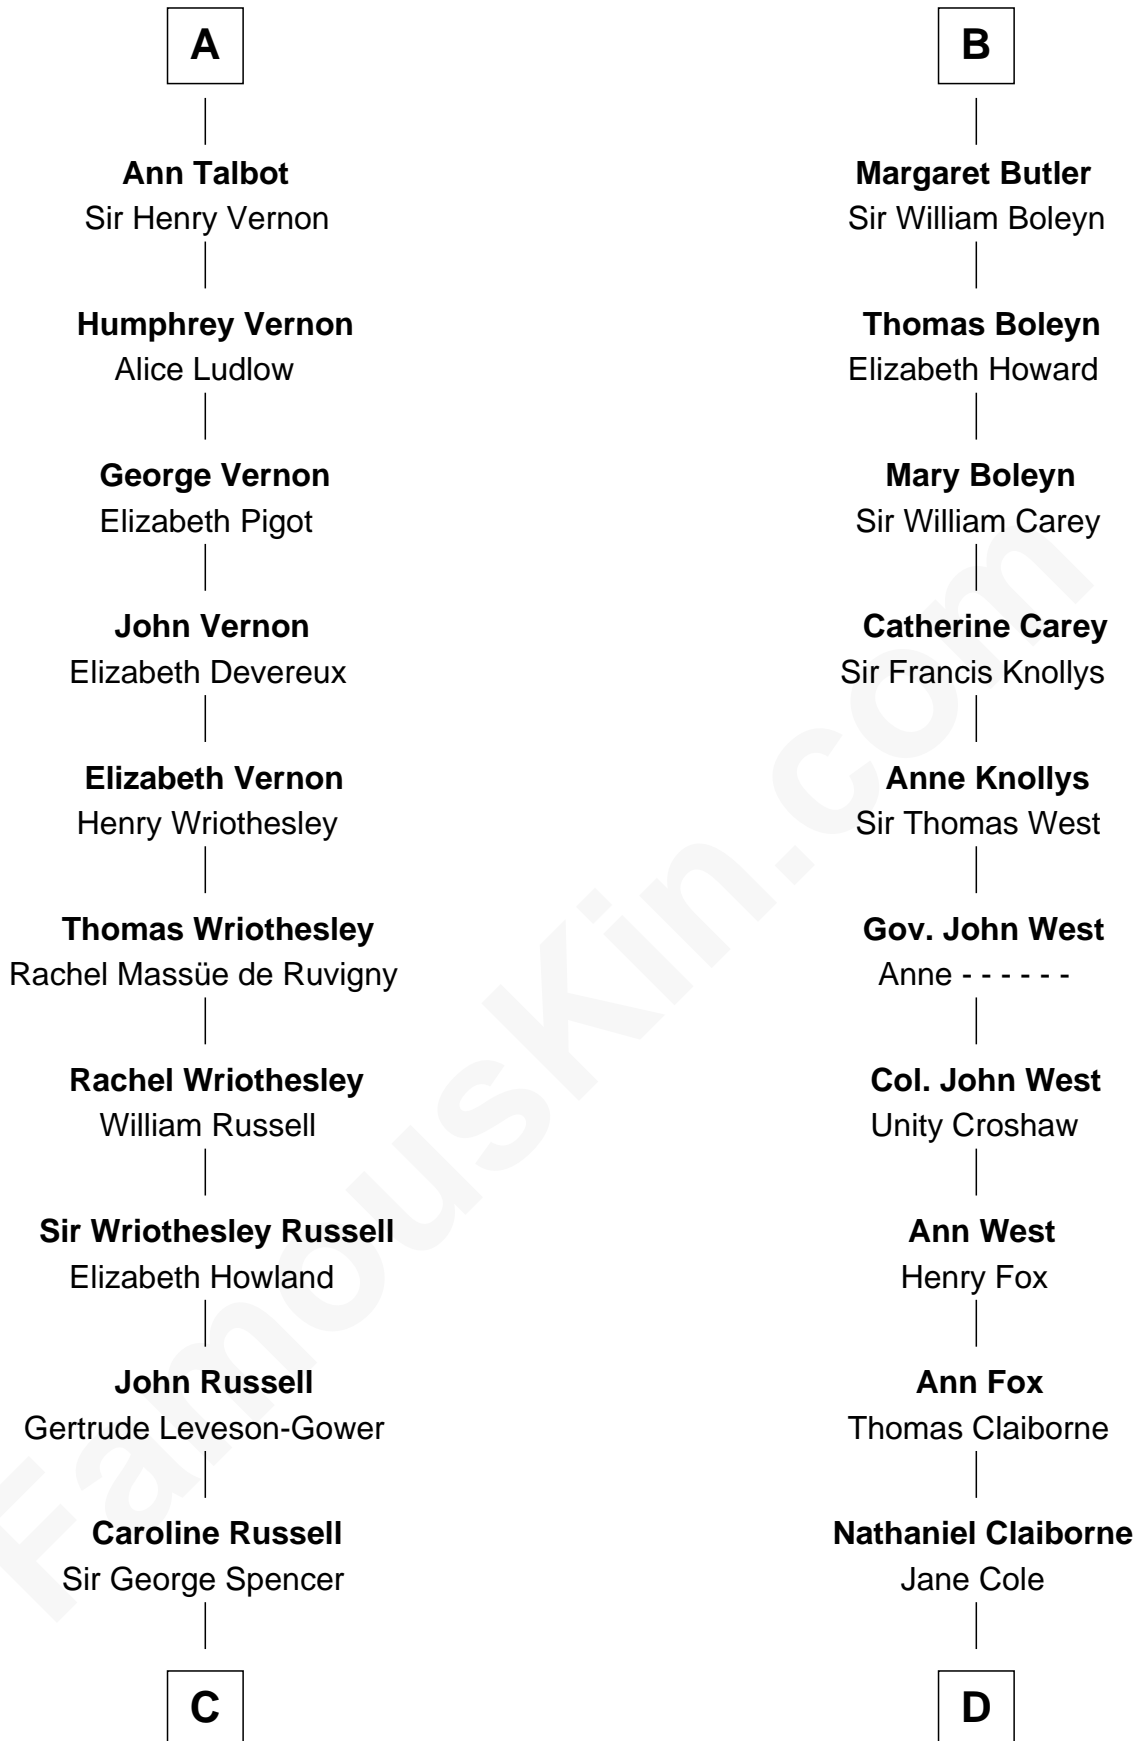 A
Ann Talbot
Sir Henry Vernon
Humphrey Vernon
Alice Ludlow
George Vernon
Elizabeth Pigot
John Vernon
Elizabeth Devereux
Elizabeth Vernon
Henry Wriothesley
Thomas Wriothesley
Rachel Massüe de Ruvigny
Rachel Wriothesley
William Russell
Sir Wriothesley Russell
Elizabeth Howland
John Russell
Gertrude Leveson-Gower
Caroline Russell
Sir George Spencer
C
B
Margaret Butler
Sir William Boleyn
Thomas Boleyn
Elizabeth Howard
Mary Boleyn
Sir William Carey
Catherine Carey
Sir Francis Knollys
Anne Knollys
Sir Thomas West
Gov. John West
Anne - - - - - -
Col. John West
Unity Croshaw
Ann West
Henry Fox
Ann Fox
Thomas Claiborne
Nathaniel Claiborne
Jane Cole
D
FamousKin.com